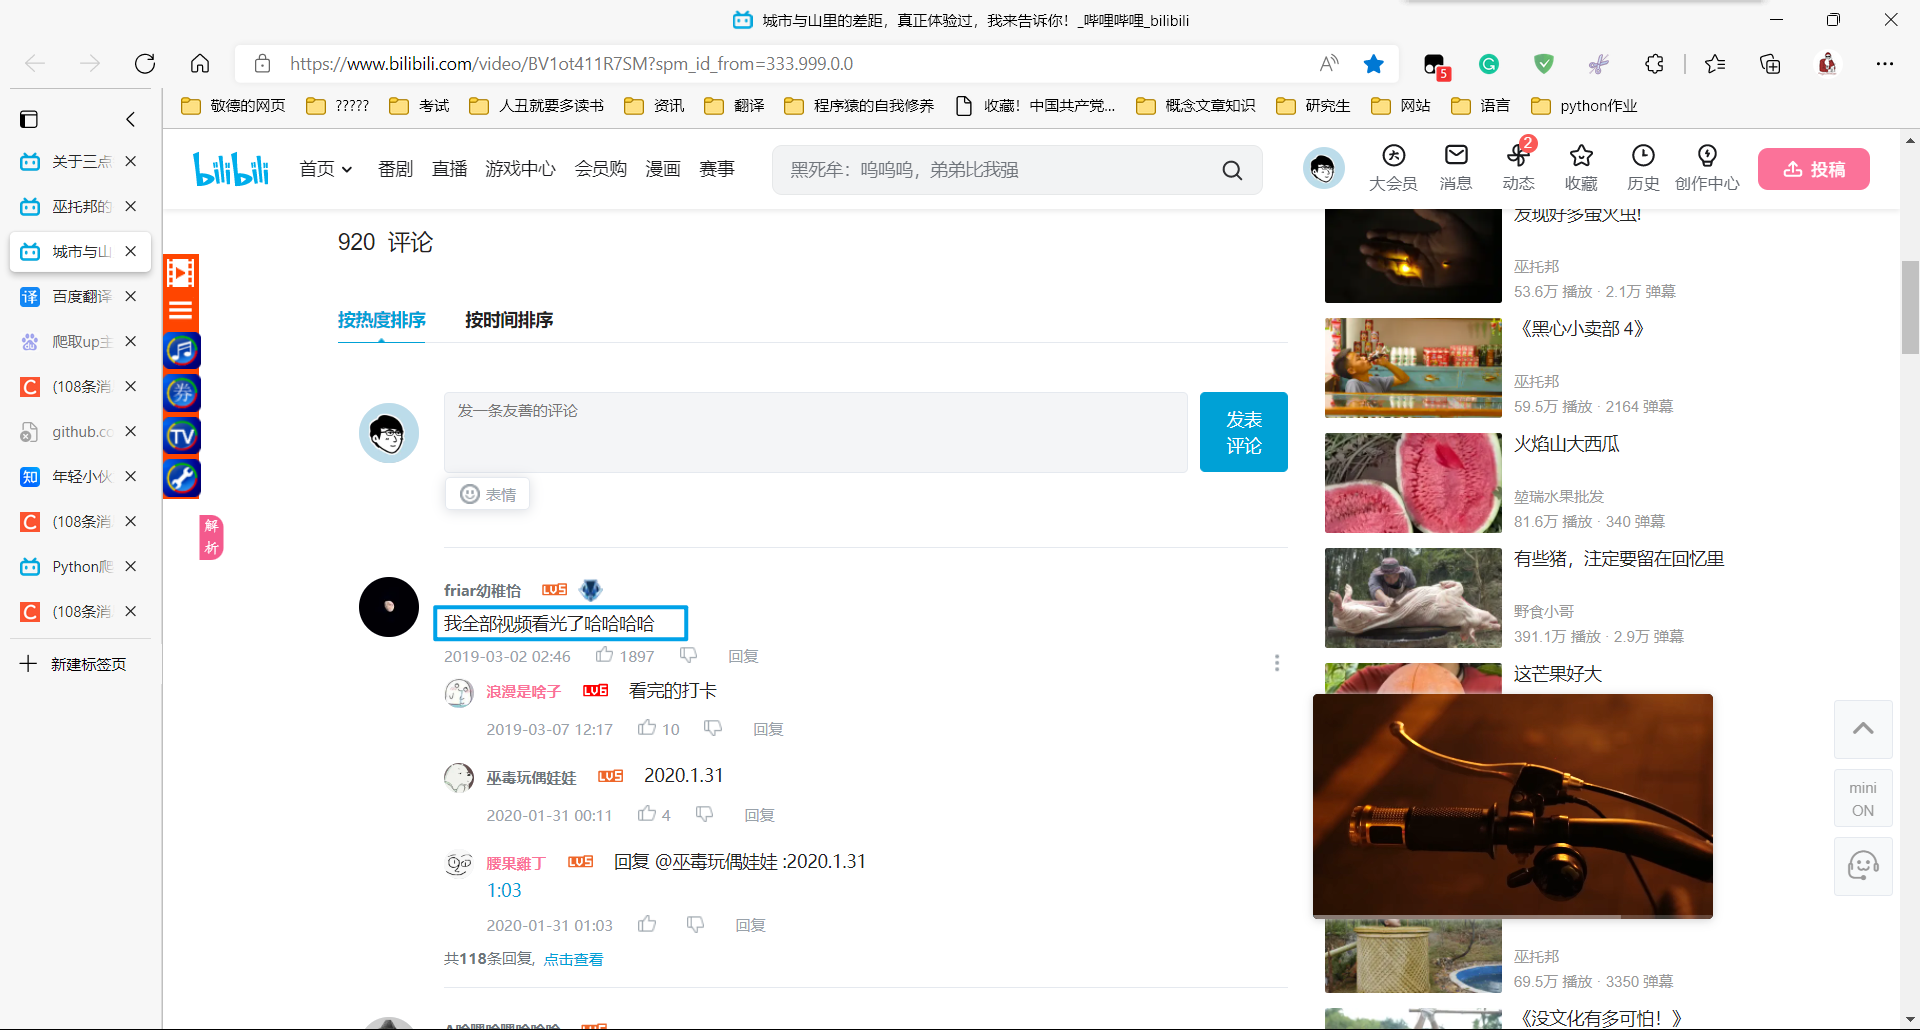 城市与山里的差距，真正体验过，我来告诉你！_哔哩哔哩_bilibili
https://www.bilibili.com/video/BV1ot411R7SM?spm_id_from=333.999.0.0
5
敬德的网页
?????
考试
人丑就要多读书
资讯
翻译
程序猿的自我修养
收藏！中国共产党...
概念文章知识
研究生
网站
语言
python作业
关于三点
巫托邦的
城市与山
百度翻译
爬取up主
(108条消
github.co
年轻小伙
(108条消
Python爬
(108条消
新建标签页
译
知
券
TV
解
析
bilibili
首页
番剧
直播
游戏中心
会员购
漫画
赛事
黑死牟：呜呜呜，弟弟比我强
大会员
消息
2
动态
收藏
历史
创作中心
投稿
920 评论
按热度排序
按时间排序
发一条友善的评论
发表
评论
表情
friar幼稚恰 LV5
我全部视频看光了哈哈哈哈
2019-03-02 02:46 1897 回复
浪漫是啥子 LV6 看完的打卡
2019-03-07 12:17 10 回复
巫毒玩偶娃娃 LV5 2020.1.31
2020-01-31 00:11 4 回复
腰果雞丁 LV5 回复 @巫毒玩偶娃娃 :2020.1.31
1:03
2020-01-31 01:03 回复
共118条回复, 点击查看
发现好多萤火虫!
巫托邦
53.6万 播放 · 2.1万 弹幕
《黑心小卖部 4》
巫托邦
59.5万 播放 · 2164 弹幕
火焰山大西瓜
堃瑞水果批发
81.6万 播放 · 340 弹幕
有些猪，注定要留在回忆里
野食小哥
391.1万 播放 · 2.9万 弹幕
这芒果好大
巫托邦
69.5万 播放 · 3350 弹幕
《没文化有多可怕！》
mini
ON